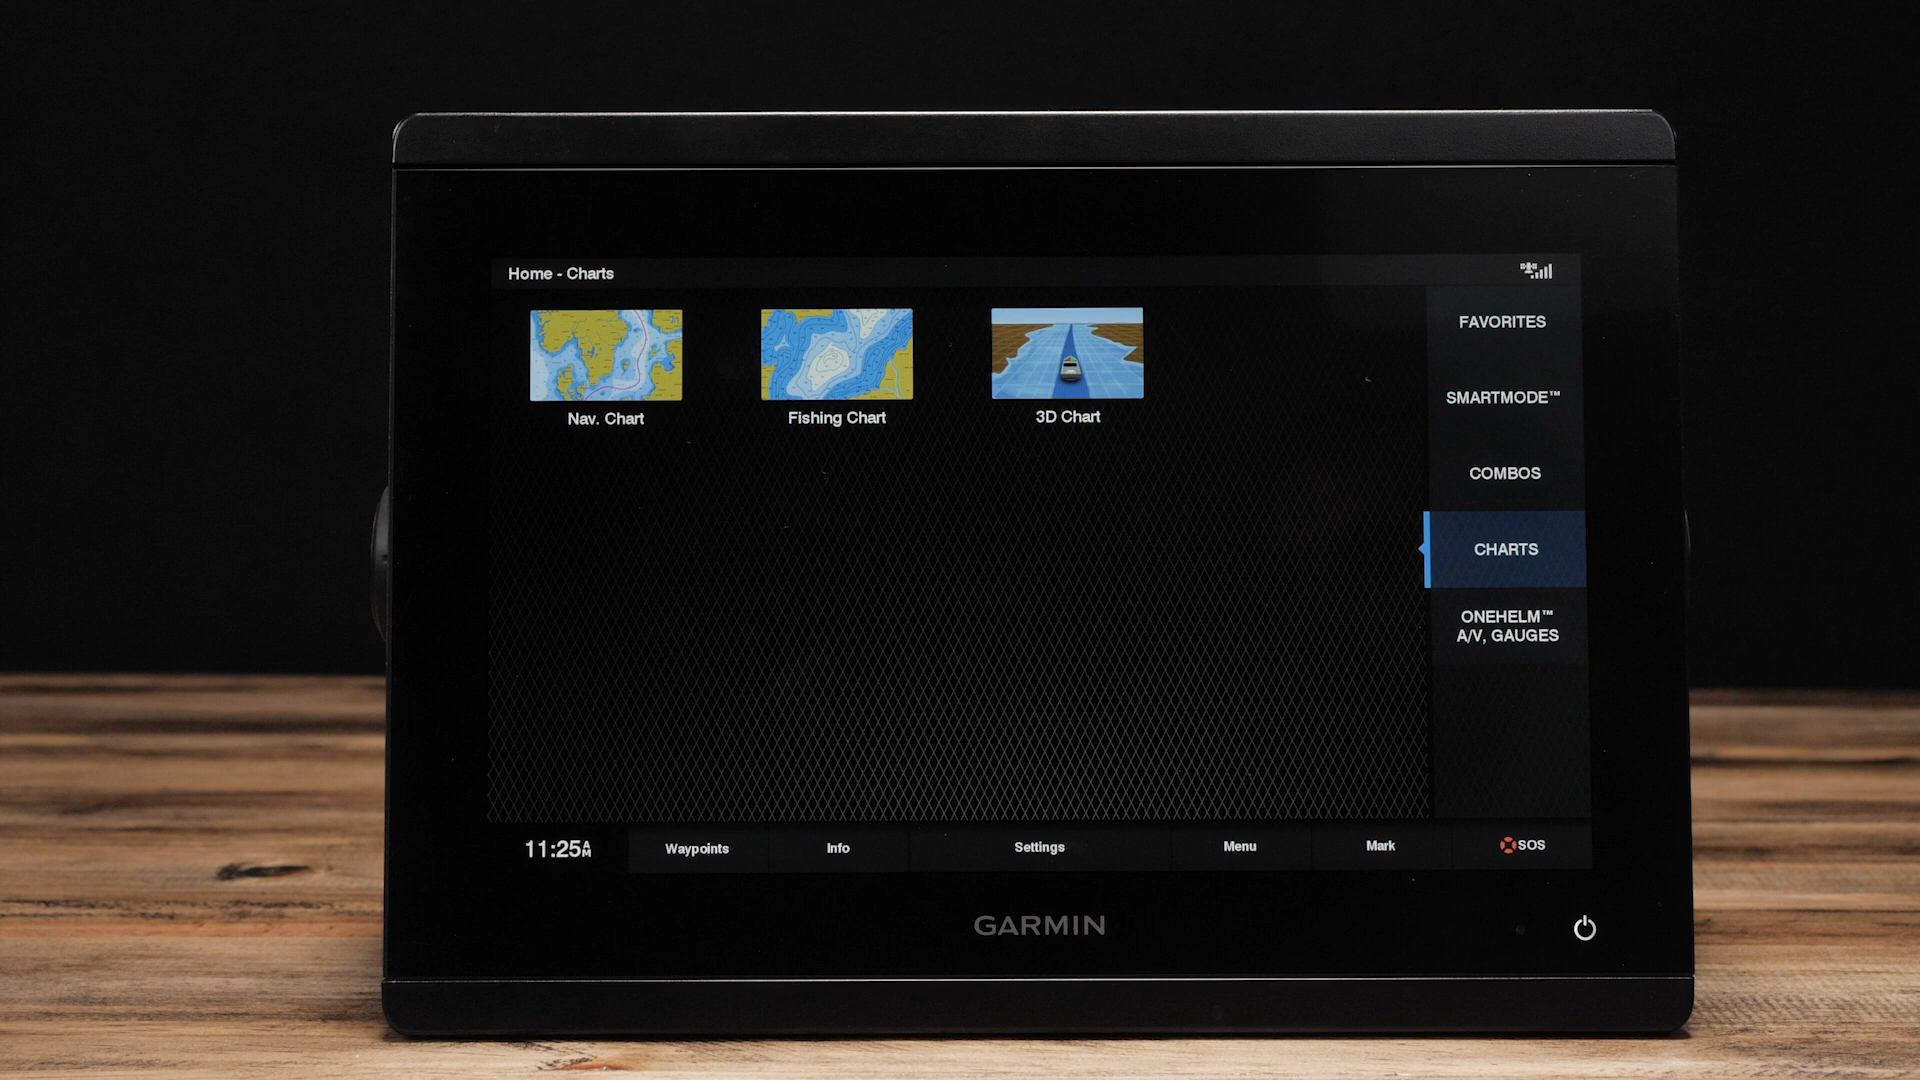 Home - Charts
Nav. Chart
Fishing Chart
3D Chart
FAVORITES
SMARTMODE™
COMBOS
CHARTS
ONEHELM™
A/V, GAUGES
11:25AM
Waypoints
Info
Settings
Menu
Mark
SOS
GARMIN